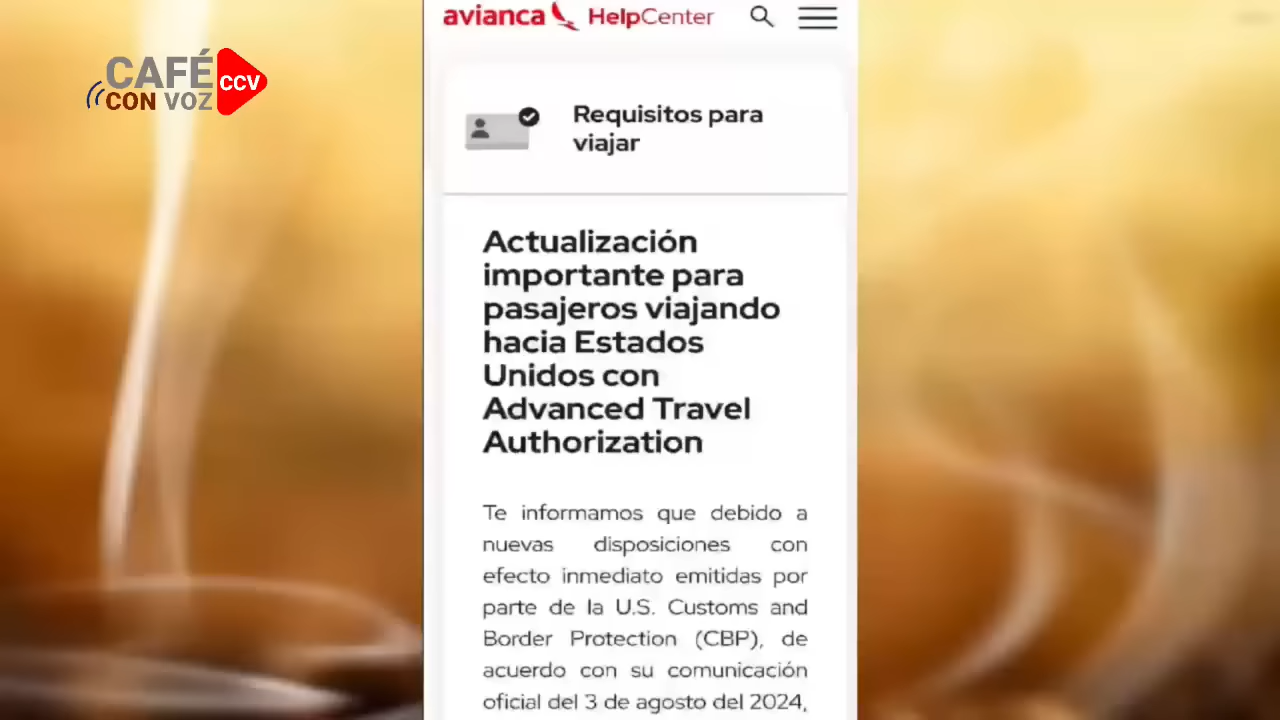 avianca HelpCenter
CAFÉ
CON VOZ
CCV
Requisitos para
viajar
Actualización
importante para
pasajeros viajando
hacia Estados
Unidos con
Advanced Travel
Authorization
Te informamos que debido a
nuevas disposiciones con
efecto inmediato emitidas por
parte de la U.S. Customs and
Border Protection (CBP), de
acuerdo con su comunicación
oficial del 3 de agosto del 2024,